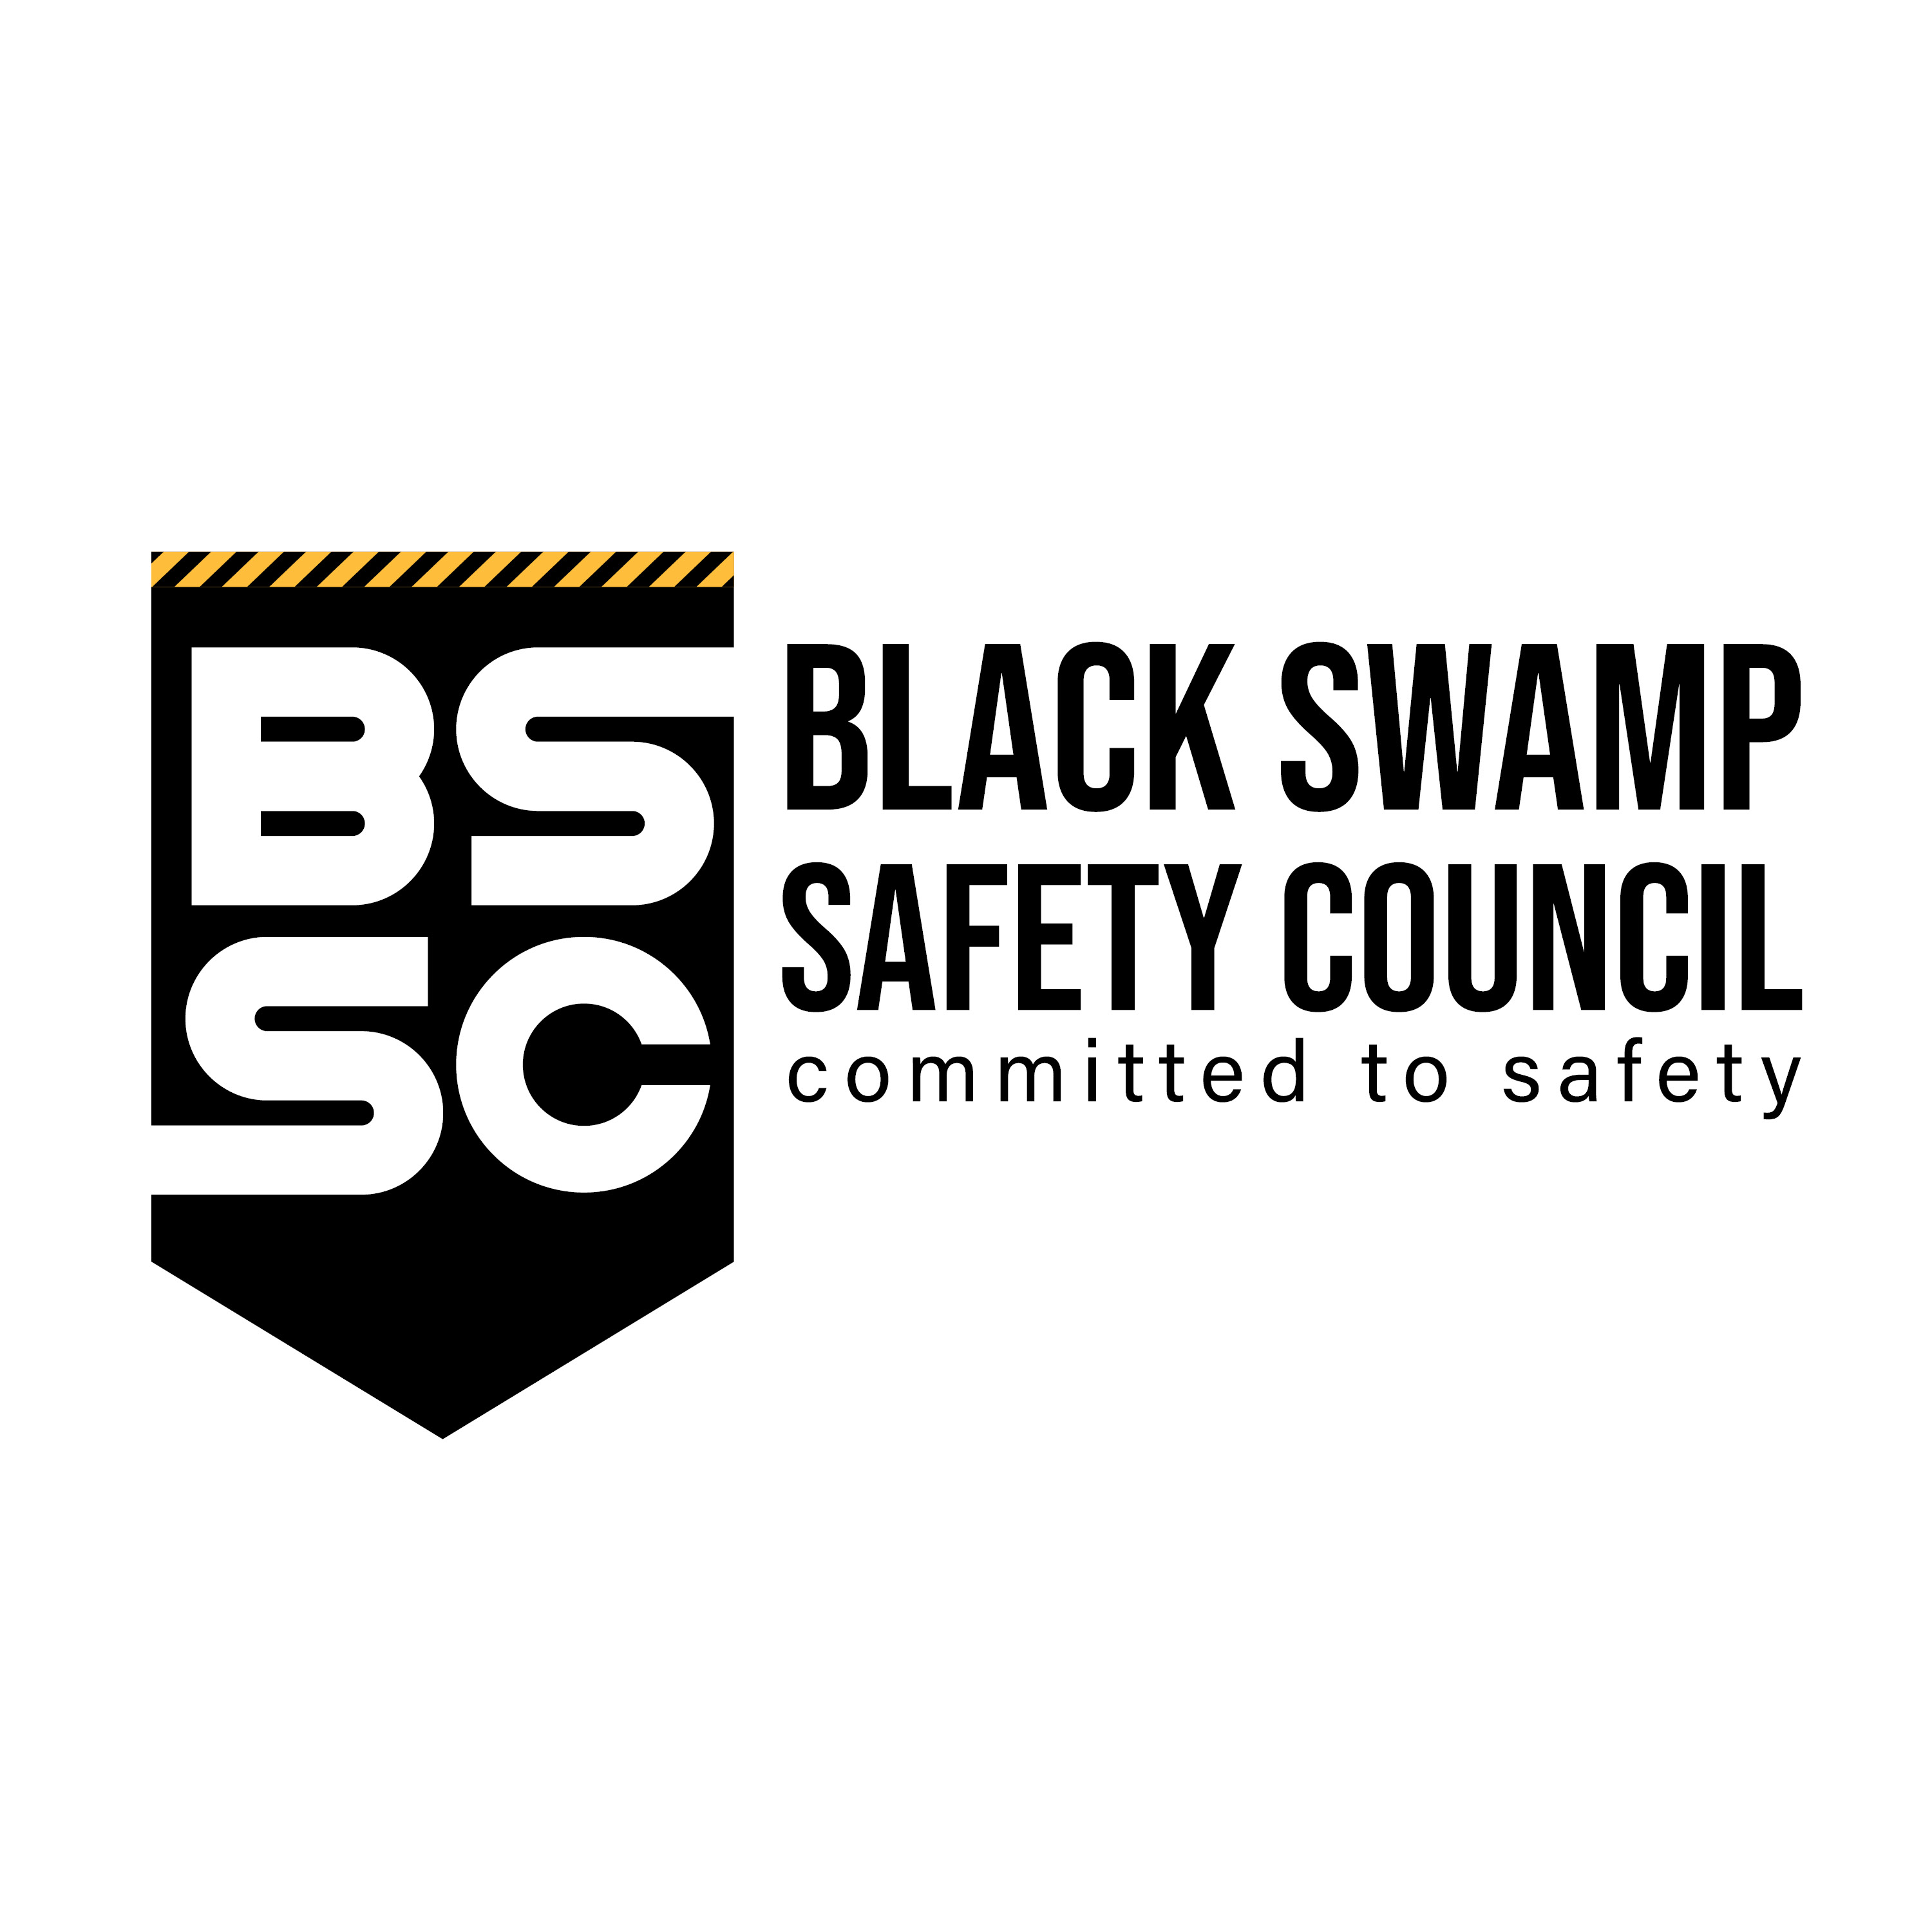 BS
SC
BLACK SWAMP
SAFETY COUNCIL
committed to safety